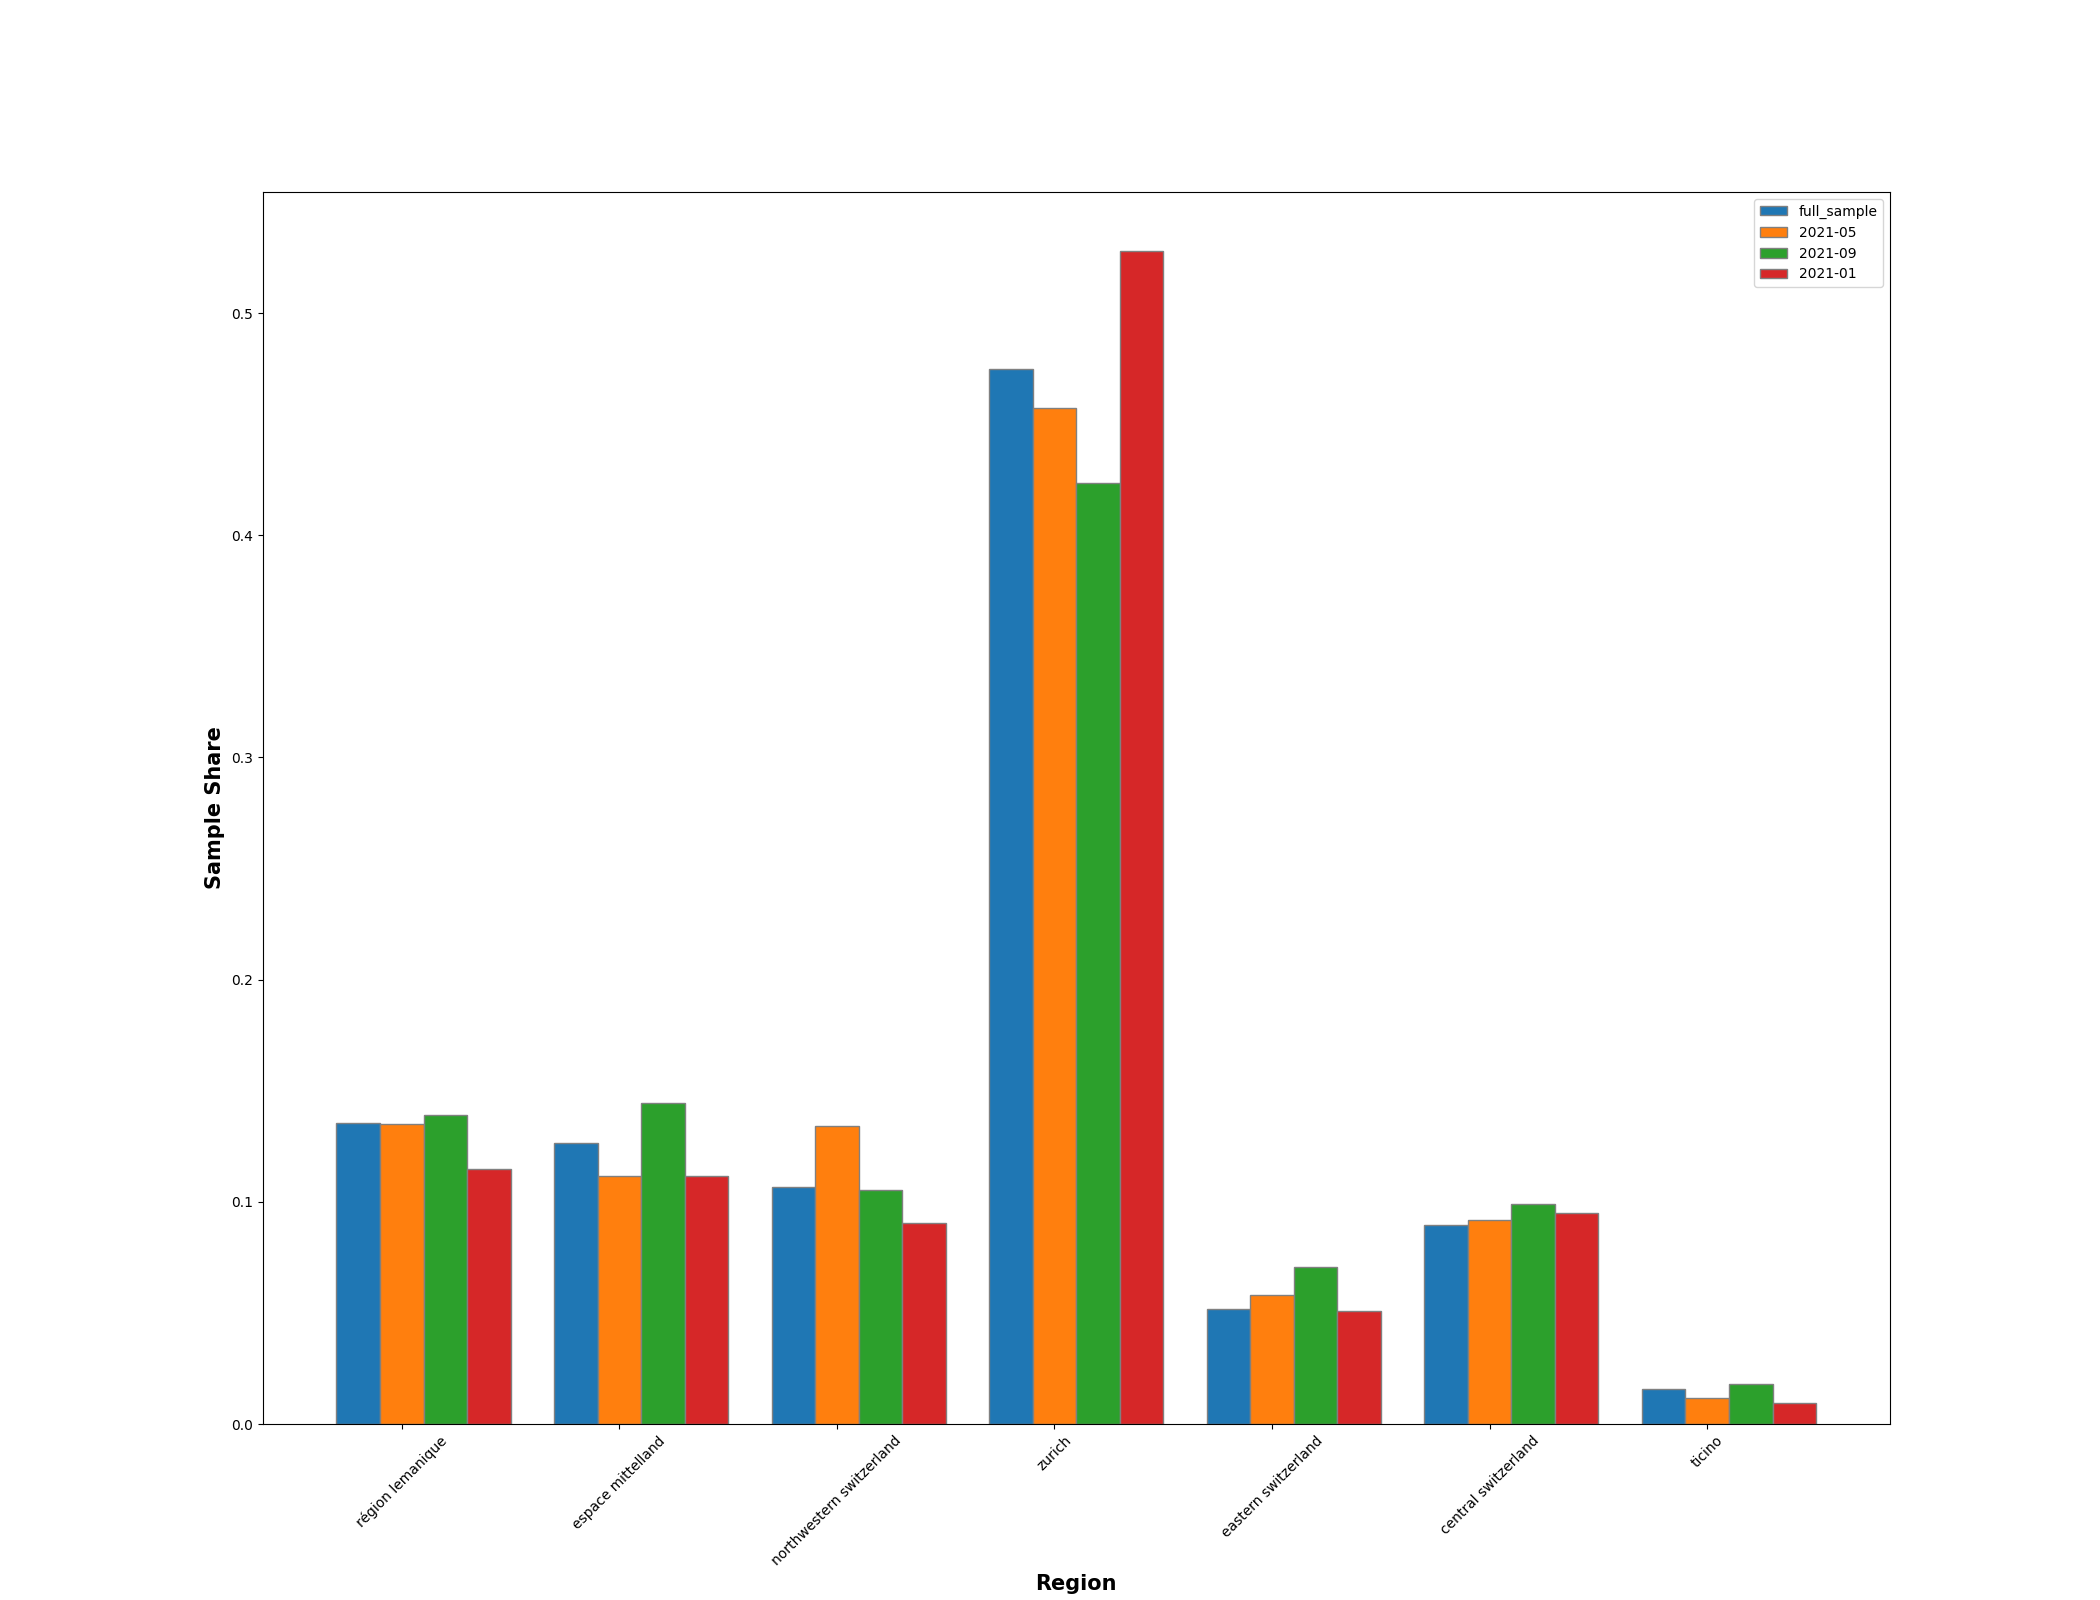 full_sample
2021-05
2021-09
2021-01
Sample Share
0.5
0.4
0.3
0.2
0.1
0.0
région lemanique
espace mittelland
northwestern switzerland
zurich
eastern switzerland
central switzerland
ticino
Region